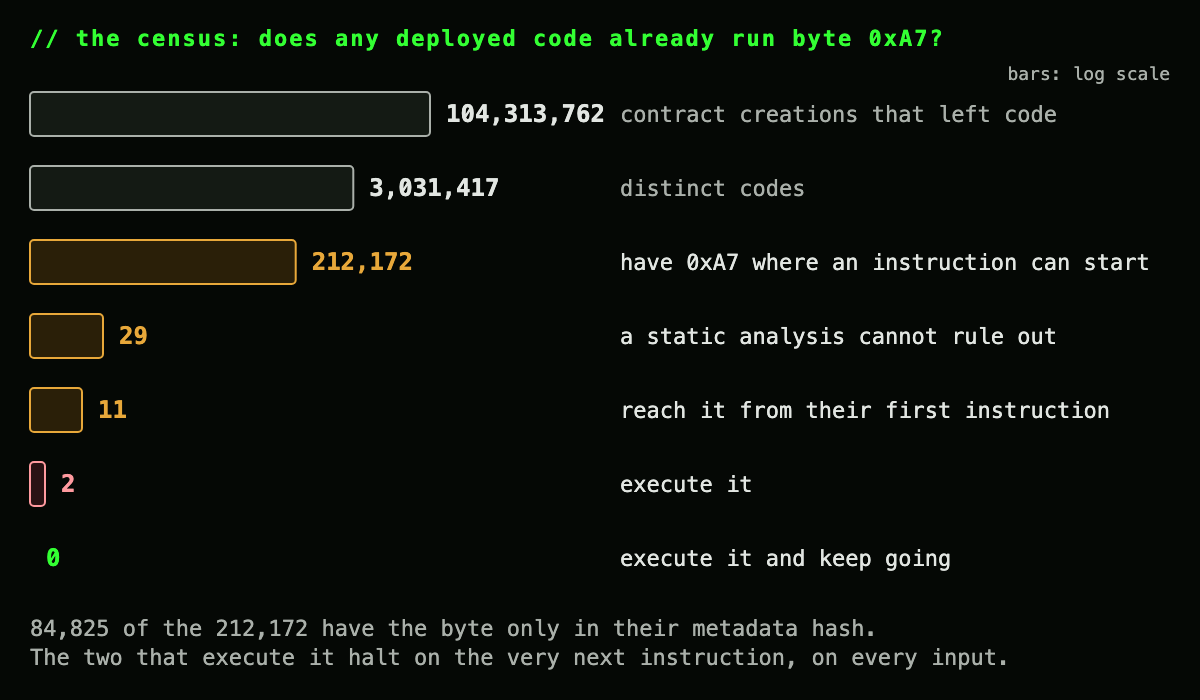 // the census: does any deployed code already run byte 0xA7?
bars: log scale
104,313,762 contract creations that left code
3,031,417 distinct codes
212,172 have 0xA7 where an instruction can start
29 a static analysis cannot rule out
11 reach it from their first instruction
2 execute it
0 execute it and keep going
84,825 of the 212,172 have the byte only in their metadata hash.
The two that execute it halt on the very next instruction, on every input.